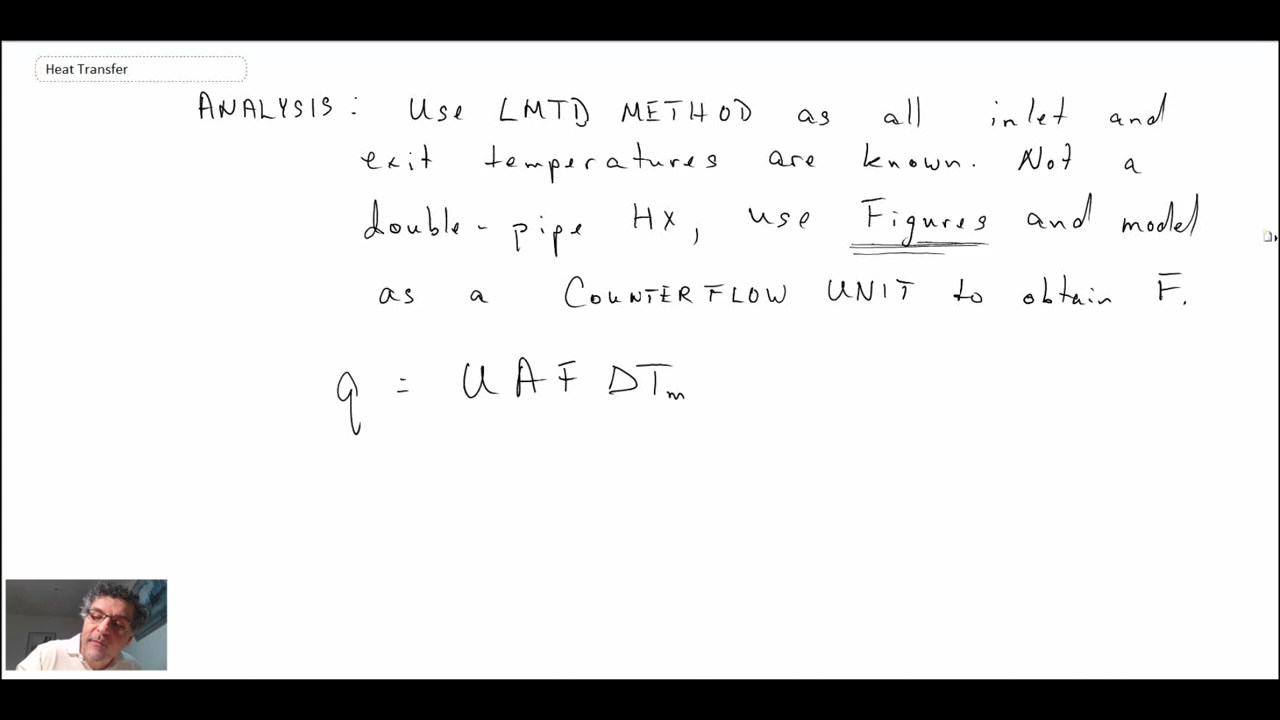 Heat Transfer
ANALYSIS: Use LMTD METHOD as all inlet and
exit temperatures are known. Not a
double-pipe HX, use Figures and model
as a COUNTERFLOW UNIT to obtain F.
q = UAF DTm